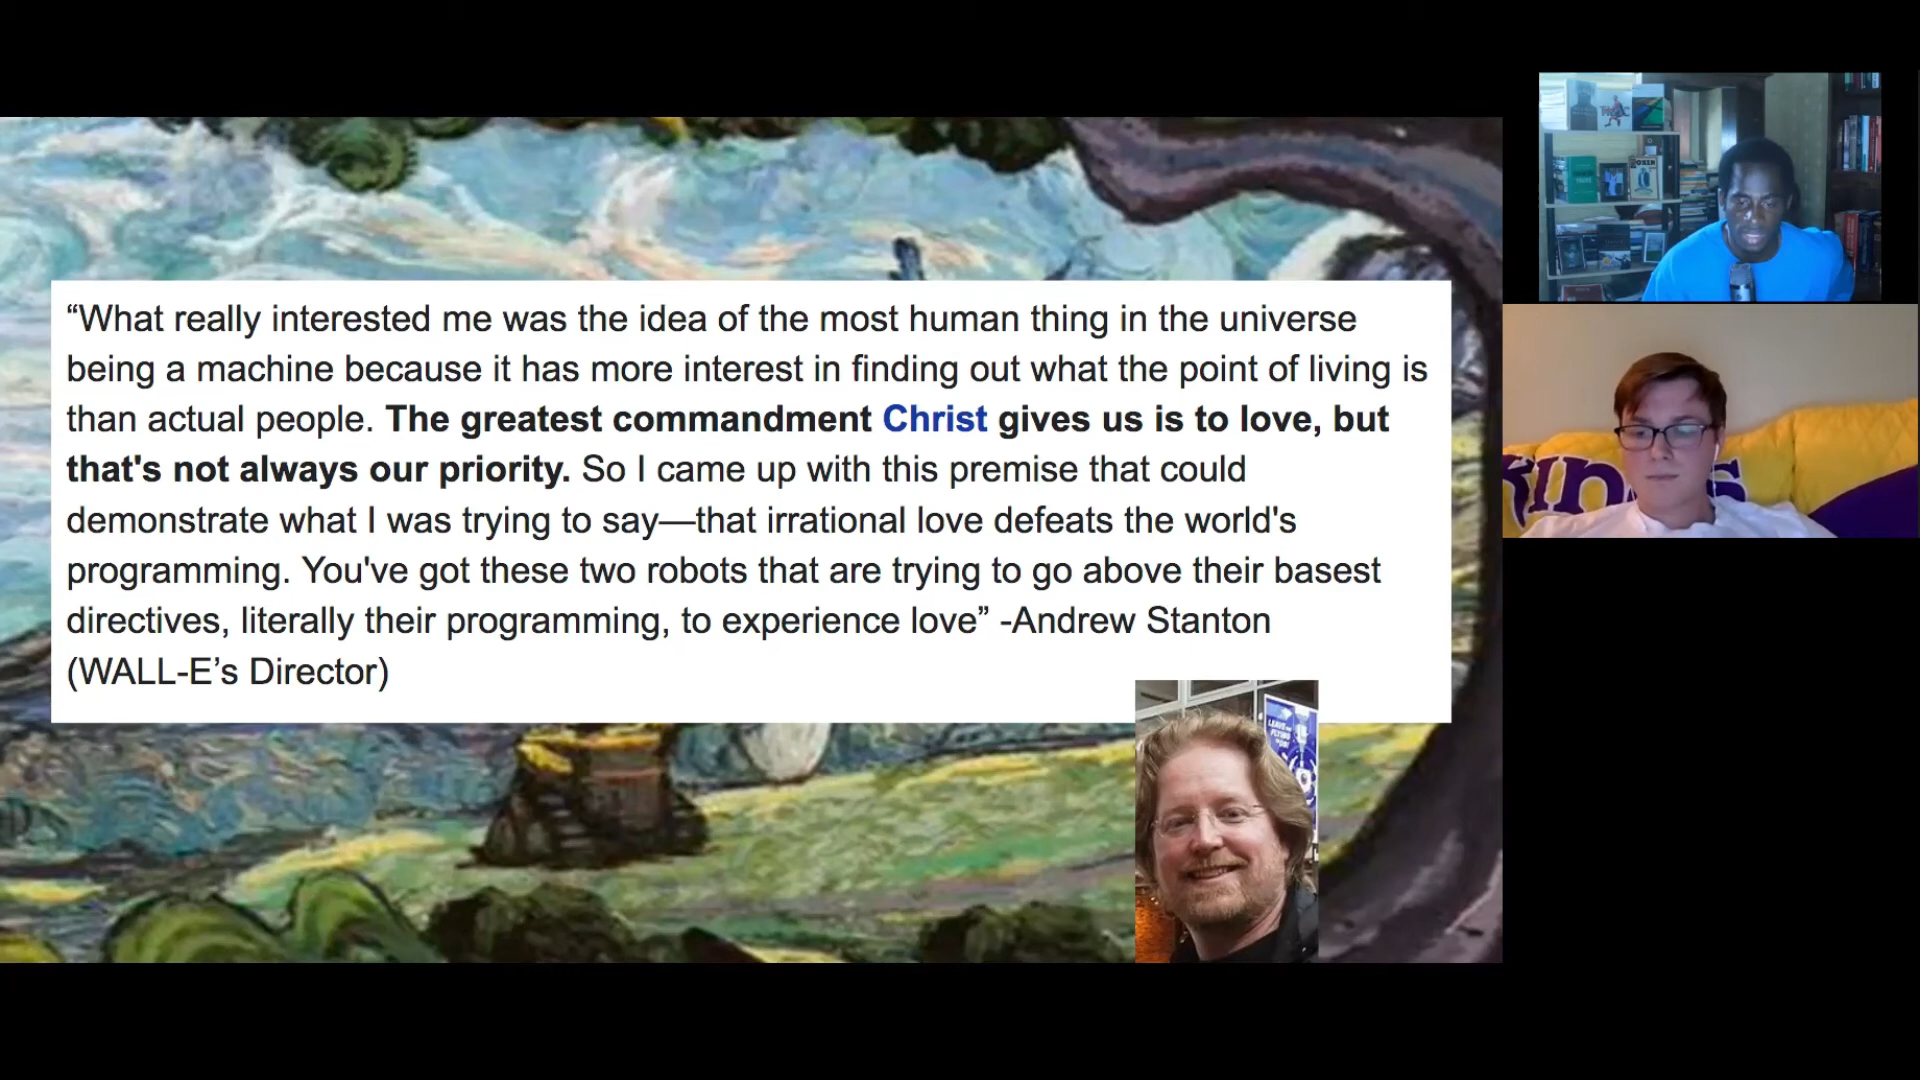 “What really interested me was the idea of the most human thing in the universe
being a machine because it has more interest in finding out what the point of living is
than actual people. The greatest commandment Christ gives us is to love, but
that's not always our priority. So I came up with this premise that could
demonstrate what I was trying to say—that irrational love defeats the world's
programming. You've got these two robots that are trying to go above their basest
directives, literally their programming, to experience love” -Andrew Stanton
(WALL-E’s Director)